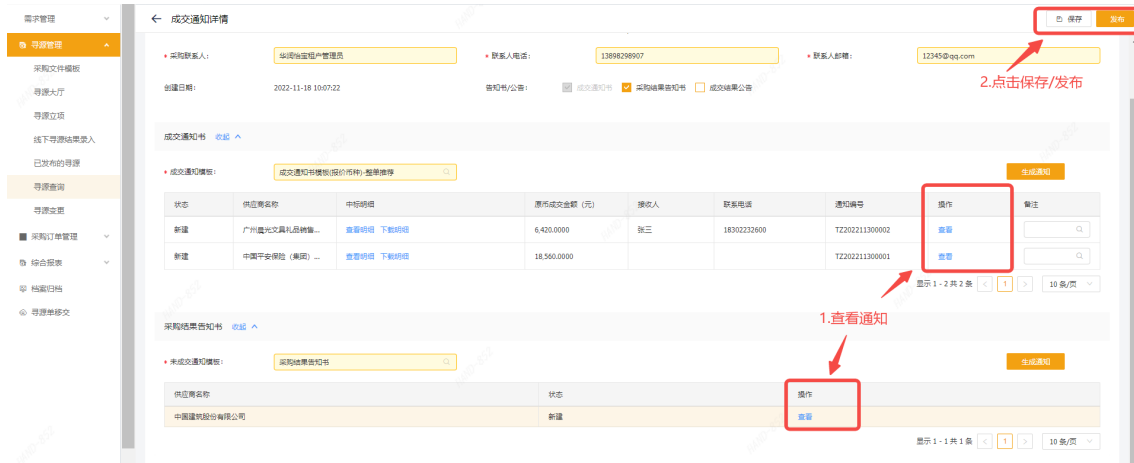 需求管理
成交通知详情
保存
发布
寻源管理
采购联系人:
华润怡宝租户管理员
联系人电话:
13898298907
联系人邮箱:
12345@qq.com
2.点击保存/发布
采购文件模板
寻源大厅
创建日期:
2022-11-18 10:07:22
告知书/公告:
成交通知书
采购结果告知书
成交结果公告
寻源立项
线下寻源结果录入
成交通知书 收起
已发布的寻源
成交通知模板:
成交通知书模板(报价币种)-整单推荐
生成通知
寻源查询
寻源变更
状态 供应商名称 中标明细 原币成交金额（元） 接收人 联系电话 通知编号 操作 备注
采购订单管理
新建 广州晨光文具礼品销售... 查看明细 下载明细 6,420.0000 张三 18302232600 TZ202211300002 查看
综合报表
新建 中国平安保险（集团）... 查看明细 下载明细 18,560.0000 TZ202211300001 查看
档案归档
显示 1 - 2 共 2 条 1 10 条/页
寻源单移交
1.查看通知
采购结果告知书 收起
未成交通知模板:
采购结果告知书
生成通知
供应商名称 状态 操作
中国建筑股份有限公司 新建 查看
显示 1 - 1 共 1 条 1 10 条/页